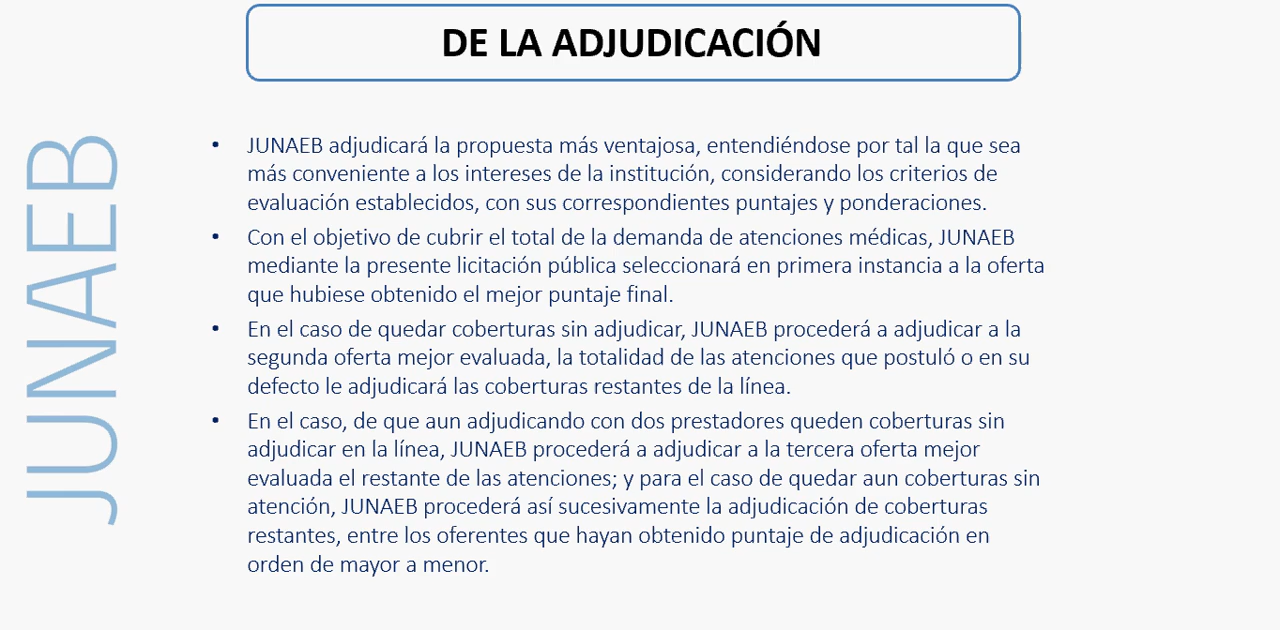 DE LA ADJUDICACIÓN
JUNAEB
• JUNAEB adjudicará la propuesta más ventajosa, entendiéndose por tal la que sea
más conveniente a los intereses de la institución, considerando los criterios de
evaluación establecidos, con sus correspondientes puntajes y ponderaciones.
• Con el objetivo de cubrir el total de la demanda de atenciones médicas, JUNAEB
mediante la presente licitación pública seleccionará en primera instancia a la oferta
que hubiese obtenido el mejor puntaje final.
• En el caso de quedar coberturas sin adjudicar, JUNAEB procederá a adjudicar a la
segunda oferta mejor evaluada, la totalidad de las atenciones que postuló o en su
defecto le adjudicará las coberturas restantes de la línea.
• En el caso, de que aun adjudicando con dos prestadores queden coberturas sin
adjudicar en la línea, JUNAEB procederá a adjudicar a la tercera oferta mejor
evaluada el restante de las atenciones; y para el caso de quedar aun coberturas sin
atención, JUNAEB procederá así sucesivamente la adjudicación de coberturas
restantes, entre los oferentes que hayan obtenido puntaje de adjudicación en
orden de mayor a menor.